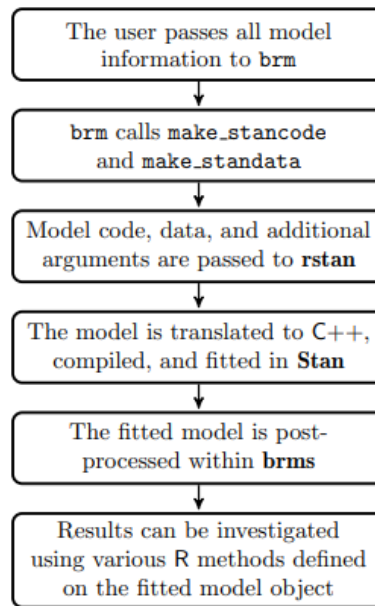 The user passes all model
information to brm
brm calls make_stancode
and make_standata
Model code, data, and additional
arguments are passed to rstan
The model is translated to C++,
compiled, and fitted in Stan
The fitted model is post-
processed within brms
Results can be investigated
using various R methods defined
on the fitted model object